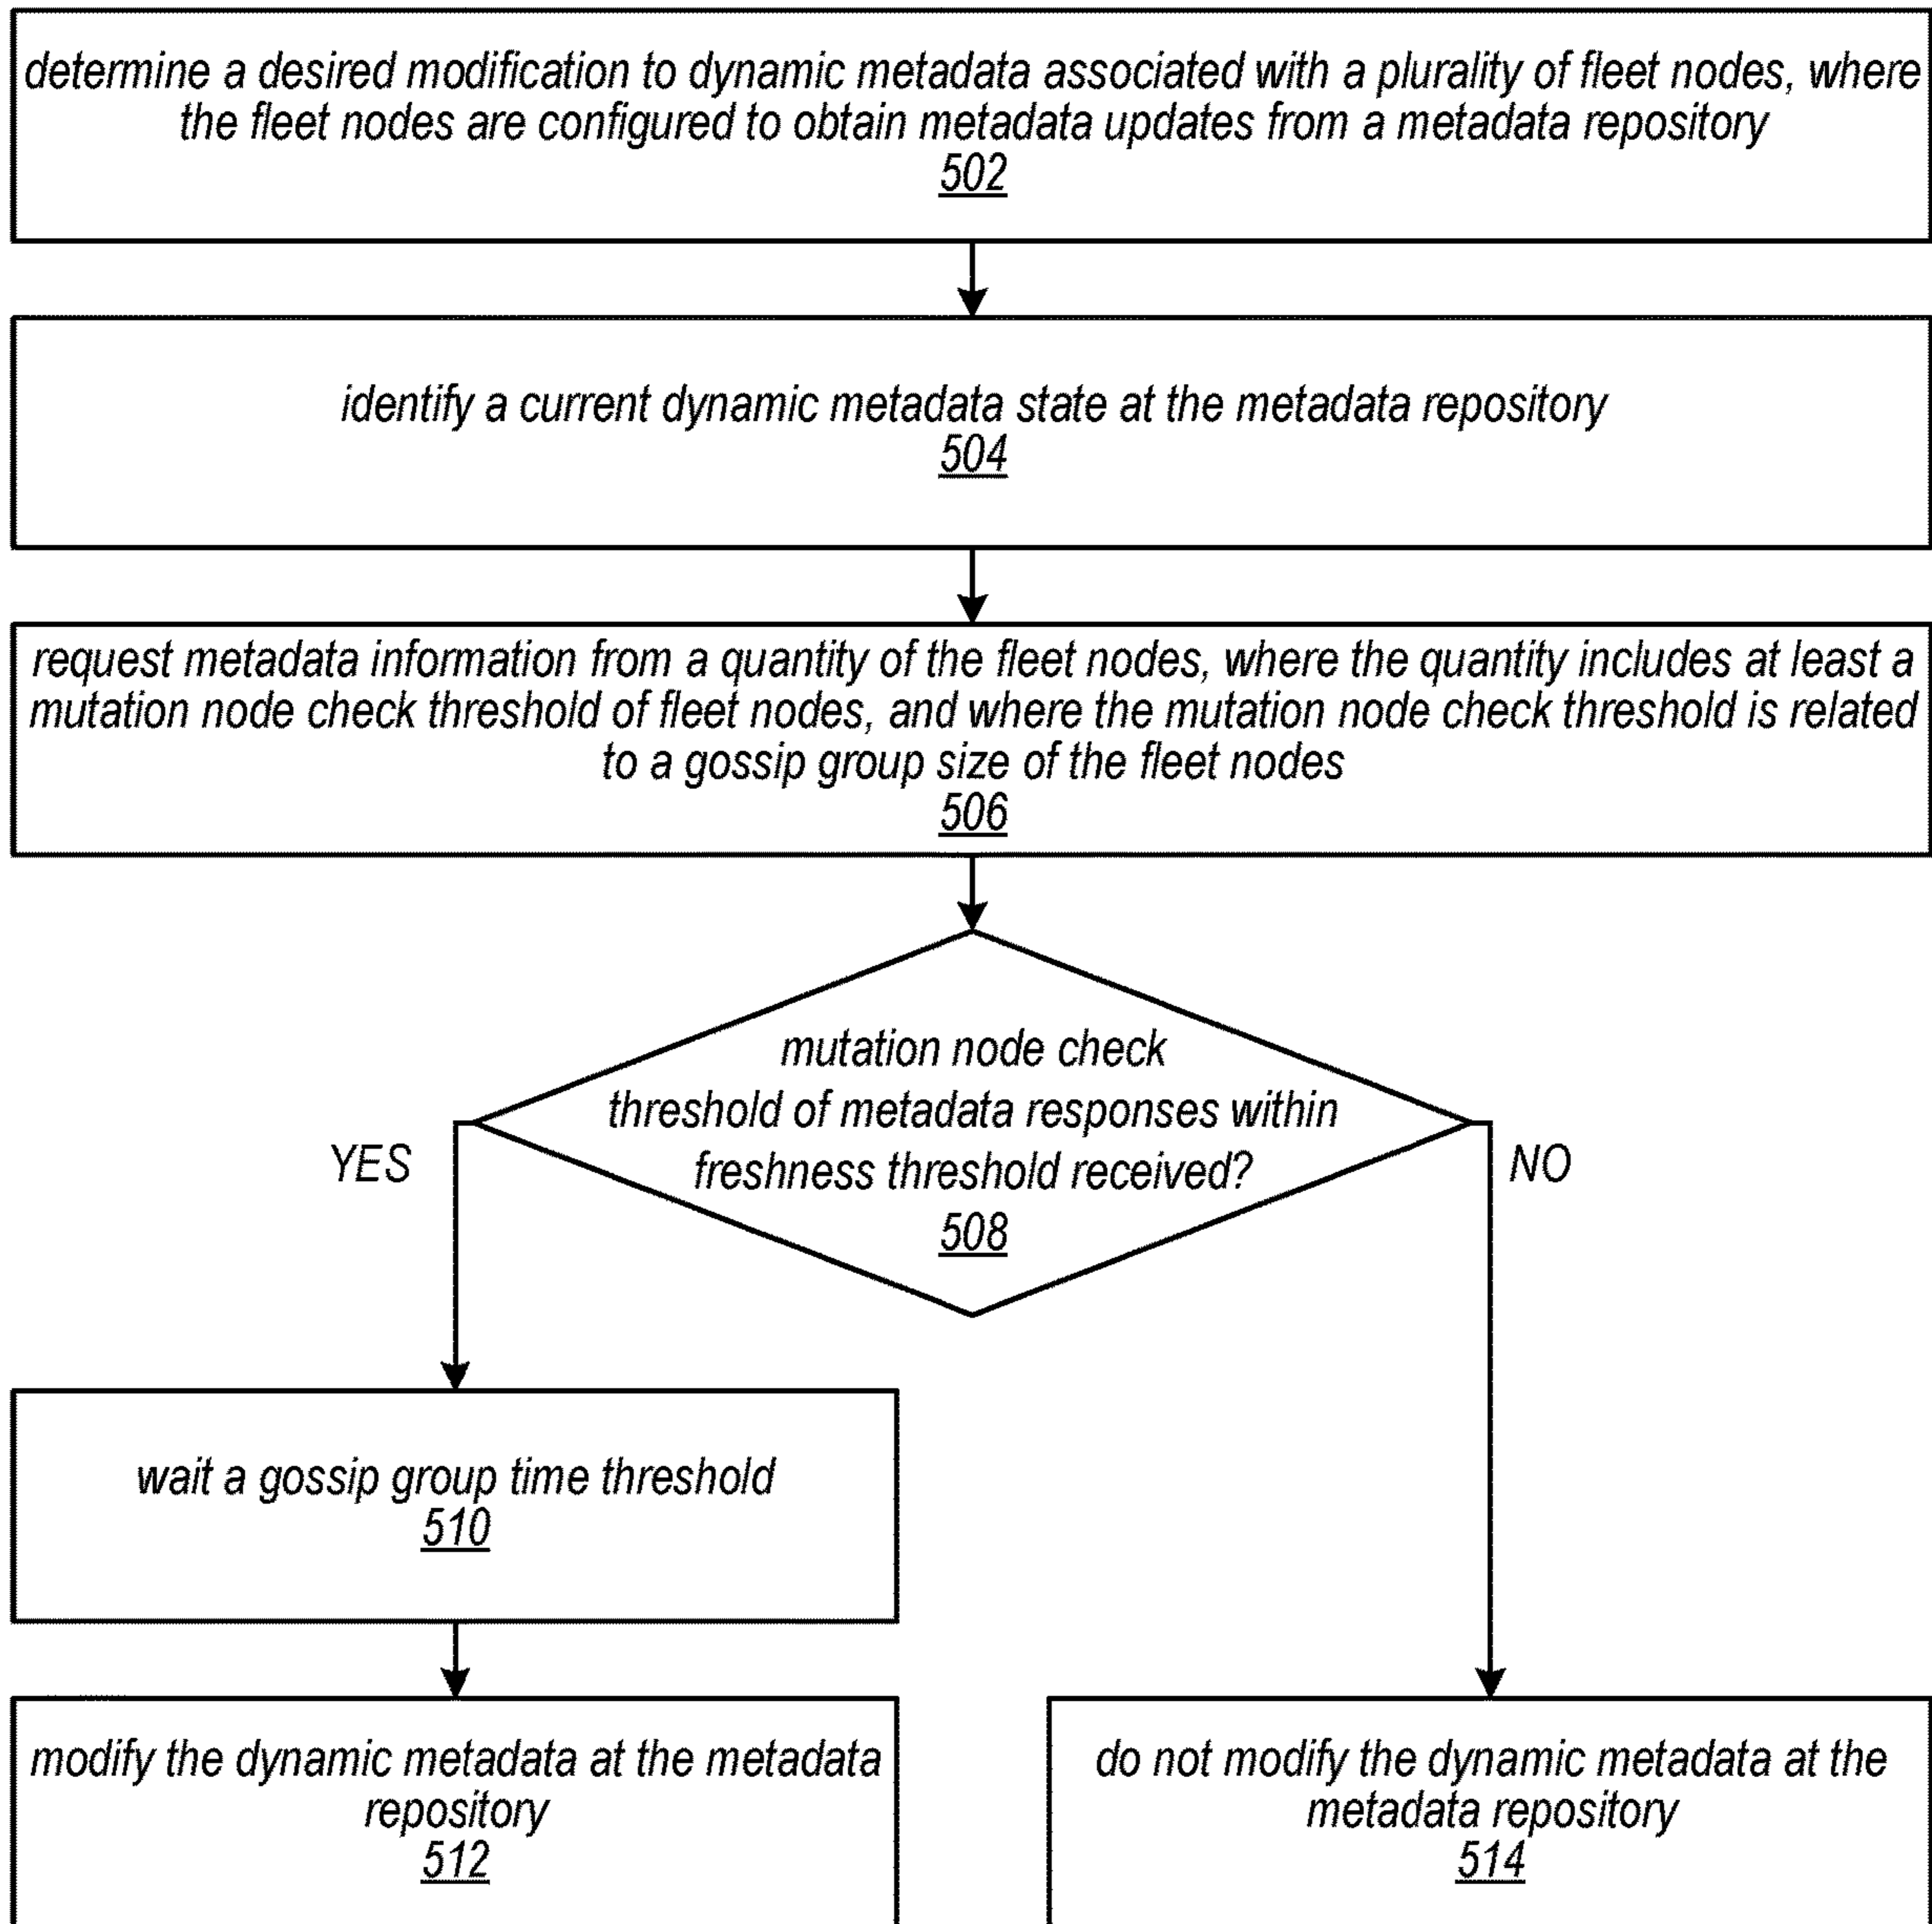 determine a desired modification to dynamic metadata associated with a plurality of fleet nodes, where
the fleet nodes are configured to obtain metadata updates from a metadata repository
502
identify a current dynamic metadata state at the metadata repository
504
request metadata information from a quantity of the fleet nodes, where the quantity includes at least a
mutation node check threshold of fleet nodes, and where the mutation node check threshold is related
to a gossip group size of the fleet nodes
506
mutation node check
threshold of metadata responses within
freshness threshold received?
508
YES
NO
wait a gossip group time threshold
510
modify the dynamic metadata at the metadata
repository
512
do not modify the dynamic metadata at the
metadata repository
514